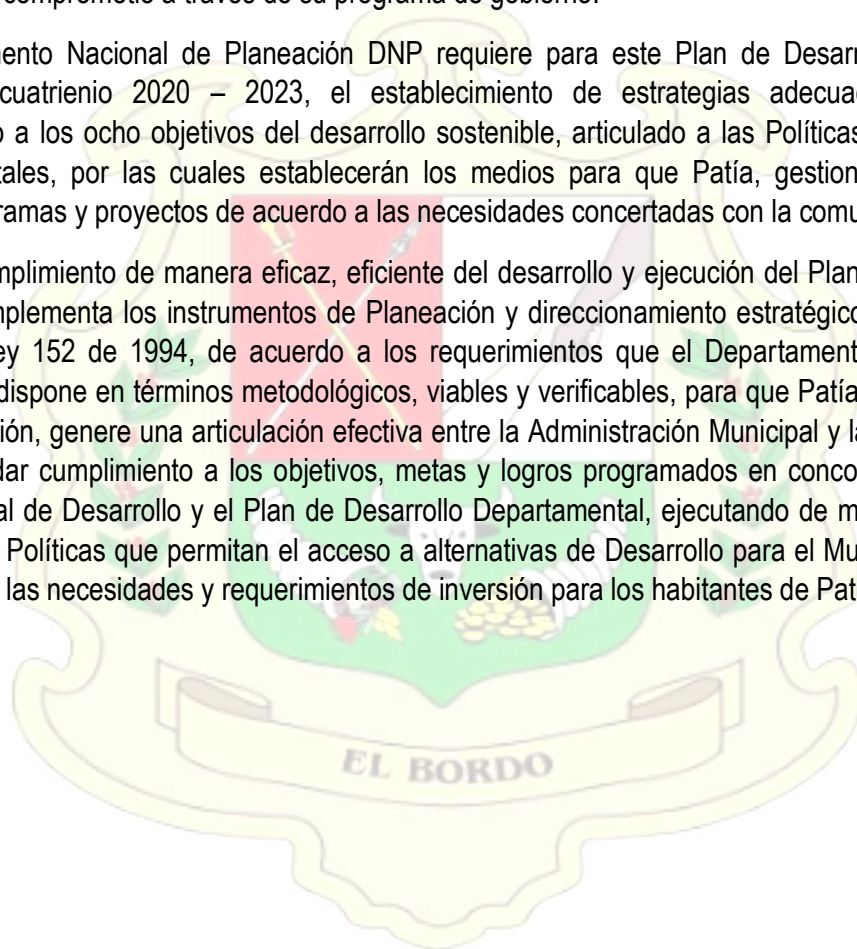 comprometió a través de su programa de gobierno.
mento Nacional de Planeación DNP requiere para este Plan de Desarr
cuatrienio 2020 – 2023, el establecimiento de estrategias adecuad
o a los ocho objetivos del desarrollo sostenible, articulado a las Políticas
tales, por las cuales establecerán los medios para que Patía, gestion
ramas y proyectos de acuerdo a las necesidades concertadas con la comu
mplimiento de manera eficaz, eficiente del desarrollo y ejecución del Plan
mplementa los instrumentos de Planeación y direccionamiento estratégico
ey 152 de 1994, de acuerdo a los requerimientos que el Departament
dispone en términos metodológicos, viables y verificables, para que Patía
ión, genere una articulación efectiva entre la Administración Municipal y la
dar cumplimiento a los objetivos, metas y logros programados en conco
al de Desarrollo y el Plan de Desarrollo Departamental, ejecutando de m
Políticas que permitan el acceso a alternativas de Desarrollo para el Mu
las necesidades y requerimientos de inversión para los habitantes de Pat
EL BORDO